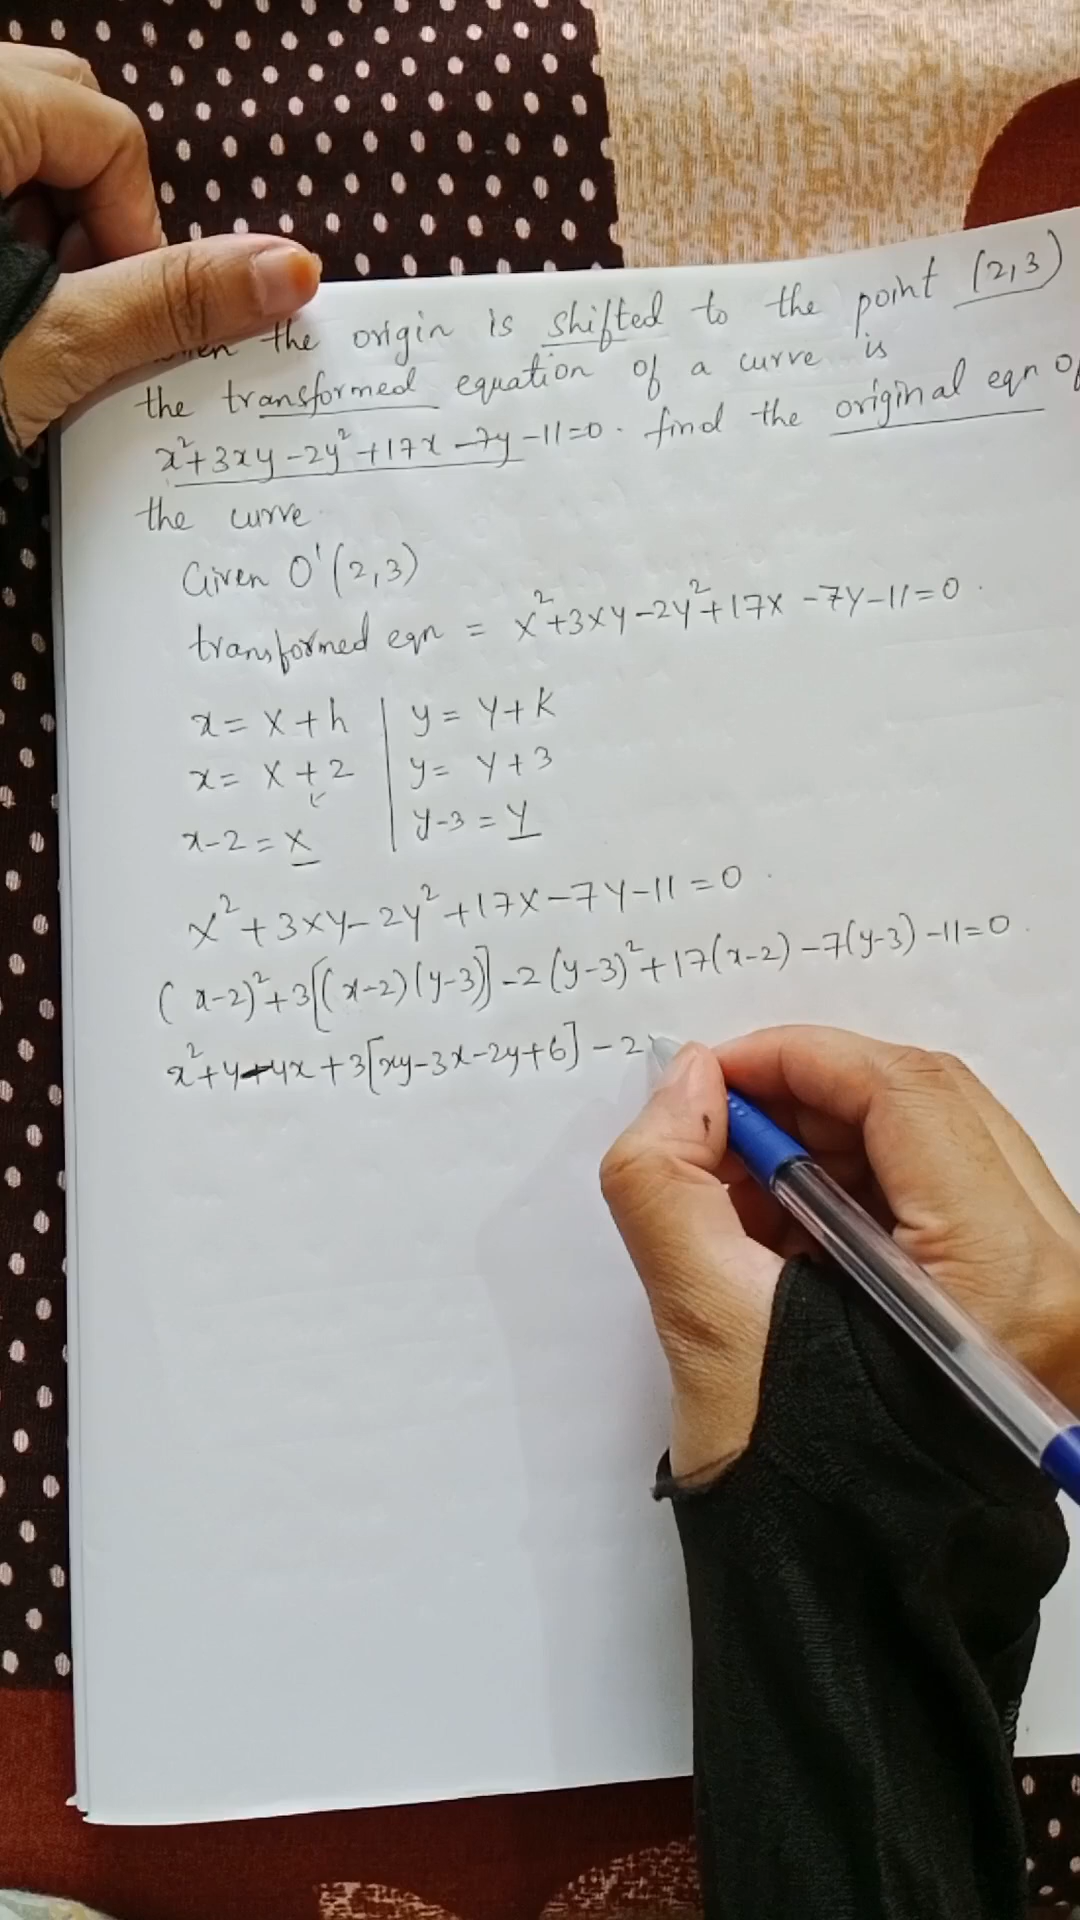 the origin is shifted to the point (2,3)
the transformed equation of a curve is
x²+3xy-2y²+17x-7y-11=0. find the original eqn of
the curve.
Given O'(2,3)
transformed eqn = X²+3XY-2Y²+17X-7Y-11=0.
x = X+h | y = Y+k
x = X+2 | y = Y+3
x-2 = X | y-3 = Y
X²+3XY-2Y²+17X-7Y-11=0.
(x-2)²+3[(x-2)(y-3)]-2(y-3)²+17(x-2)-7(y-3)-11=0.
x²+4-4x+3[xy-3x-2y+6]-2